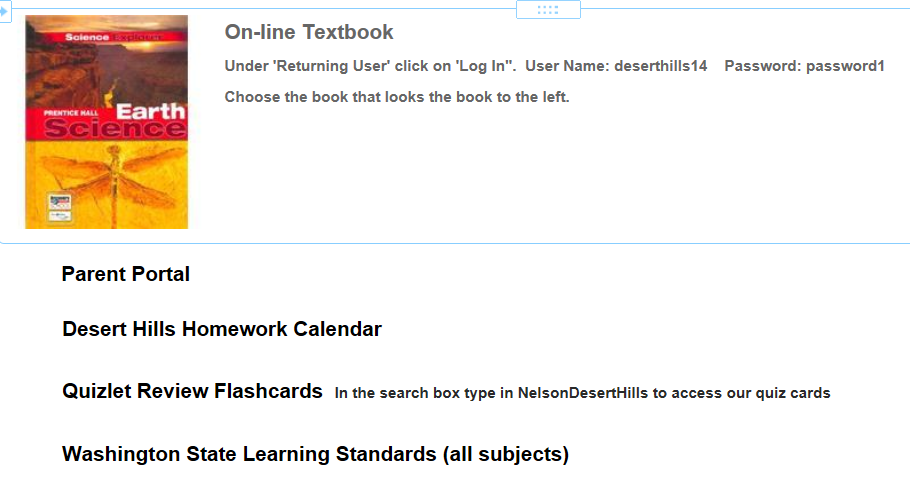 On-line Textbook
Under 'Returning User' click on 'Log In". User Name: deserthills14 Password: password1
Choose the book that looks the book to the left.
Science Explorer
PRENTICE HALL Earth
Science
Parent Portal
Desert Hills Homework Calendar
Quizlet Review Flashcards In the search box type in NelsonDesertHills to access our quiz cards
Washington State Learning Standards (all subjects)